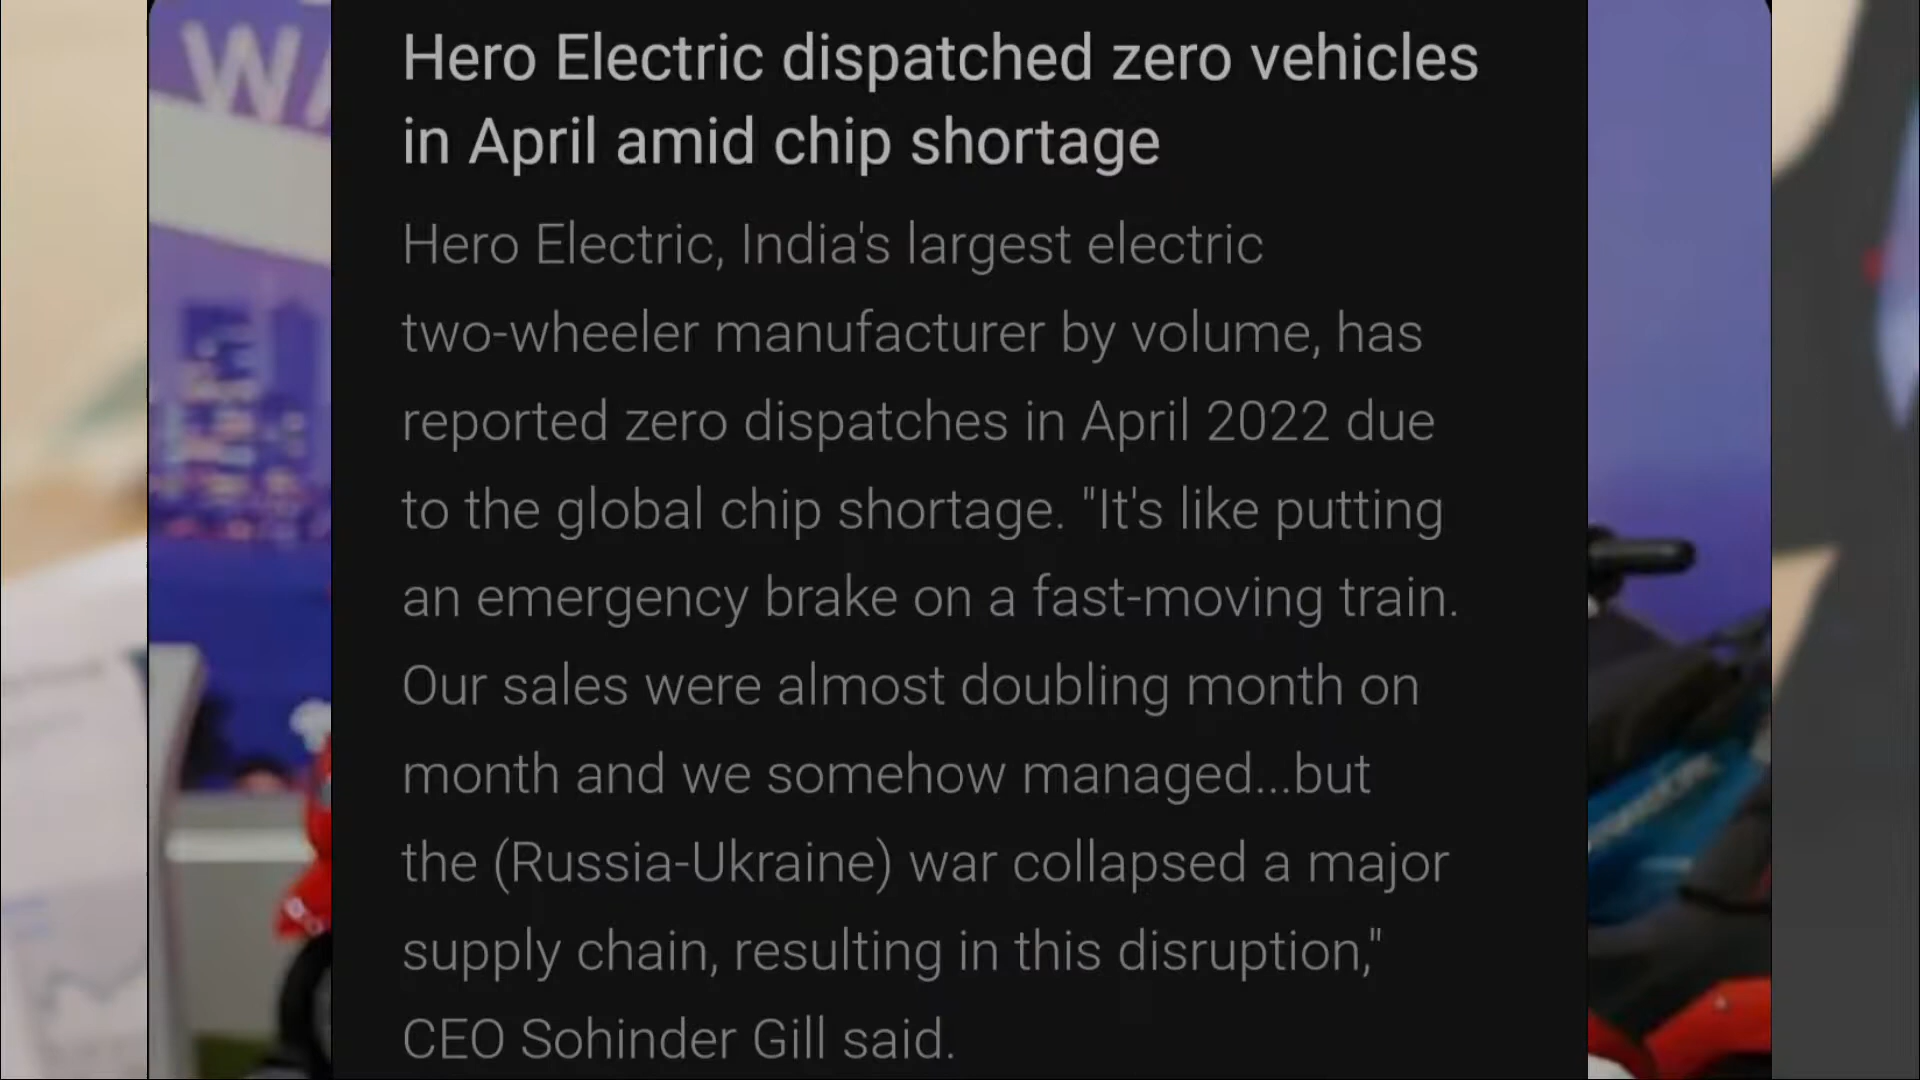 Hero Electric dispatched zero vehicles
in April amid chip shortage
Hero Electric, India's largest electric
two-wheeler manufacturer by volume, has
reported zero dispatches in April 2022 due
to the global chip shortage. "It's like putting
an emergency brake on a fast-moving train.
Our sales were almost doubling month on
month and we somehow managed...but
the (Russia-Ukraine) war collapsed a major
supply chain, resulting in this disruption,"
CEO Sohinder Gill said.